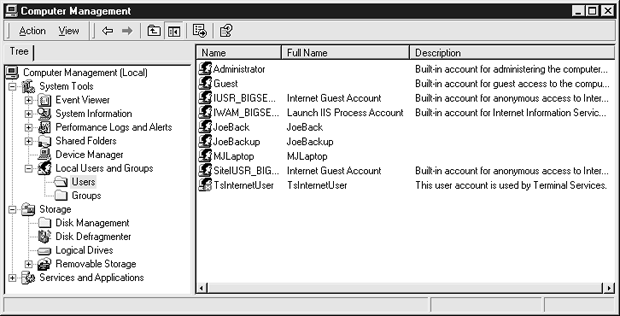 Computer Management
Action View
Tree
Computer Management (Local)
System Tools
Event Viewer
System Information
Performance Logs and Alerts
Shared Folders
Device Manager
Local Users and Groups
Users
Groups
Storage
Disk Management
Disk Defragmenter
Logical Drives
Removable Storage
Services and Applications
Name Full Name Description
Administrator Built-in account for administering the computer...
Guest Built-in account for guest access to the compu...
IUSR_BIGSE... Internet Guest Account Built-in account for anonymous access to Inter...
IWAM_BIGSE... Launch IIS Process Account Built-in account for Internet Information Servic...
JoeBack JoeBack
JoeBackup JoeBackup
MJLaptop MJLaptop
SiteIUSR_BIG... Internet Guest Account Built-in account for anonymous access to Inter...
TsInternetUser TsInternetUser This user account is used by Terminal Services.